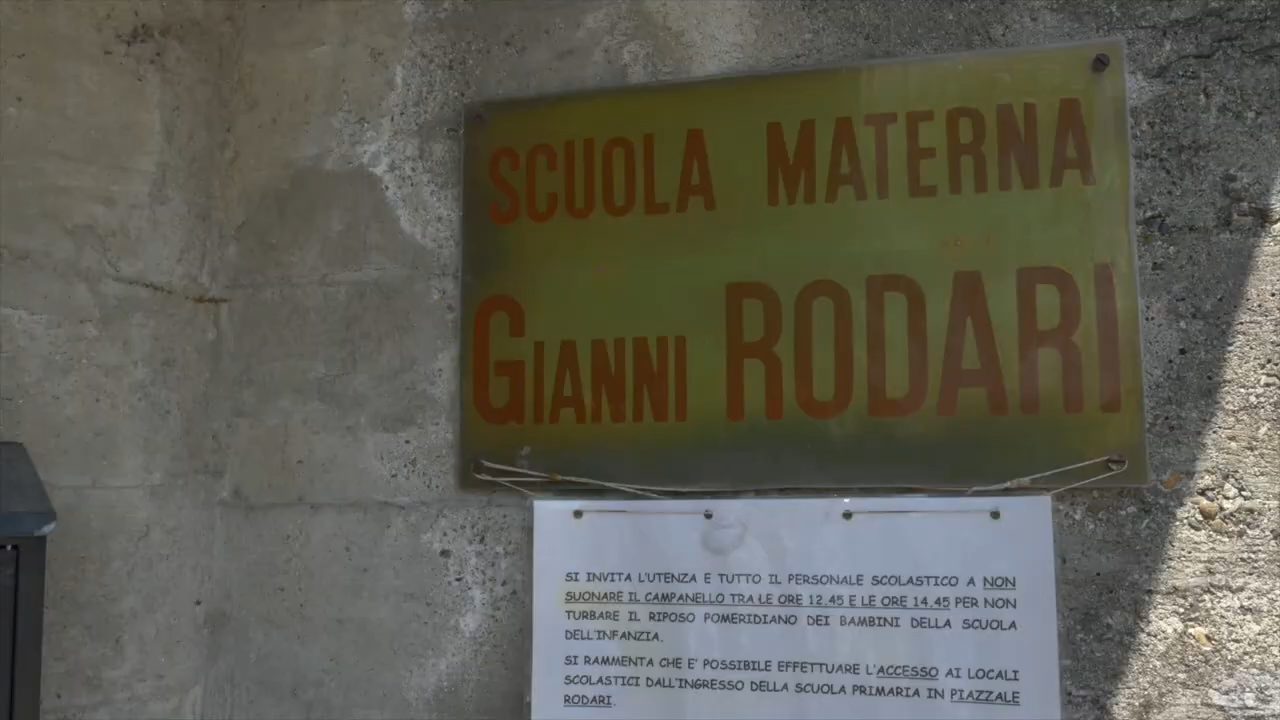 SCUOLA MATERNA
GIANNI RODARI
SI INVITA L'UTENZA E TUTTO IL PERSONALE SCOLASTICO A NON
SUONARE IL CAMPANELLO TRA LE ORE 12.45 E LE ORE 14.45 PER NON
TURBARE IL RIPOSO POMERIDIANO DEI BAMBINI DELLA SCUOLA
DELL'INFANZIA.
SI RAMMENTA CHE E' POSSIBILE EFFETTUARE L'ACCESSO AI LOCALI
SCOLASTICI DALL'INGRESSO DELLA SCUOLA PRIMARIA IN PIAZZALE
RODARI.